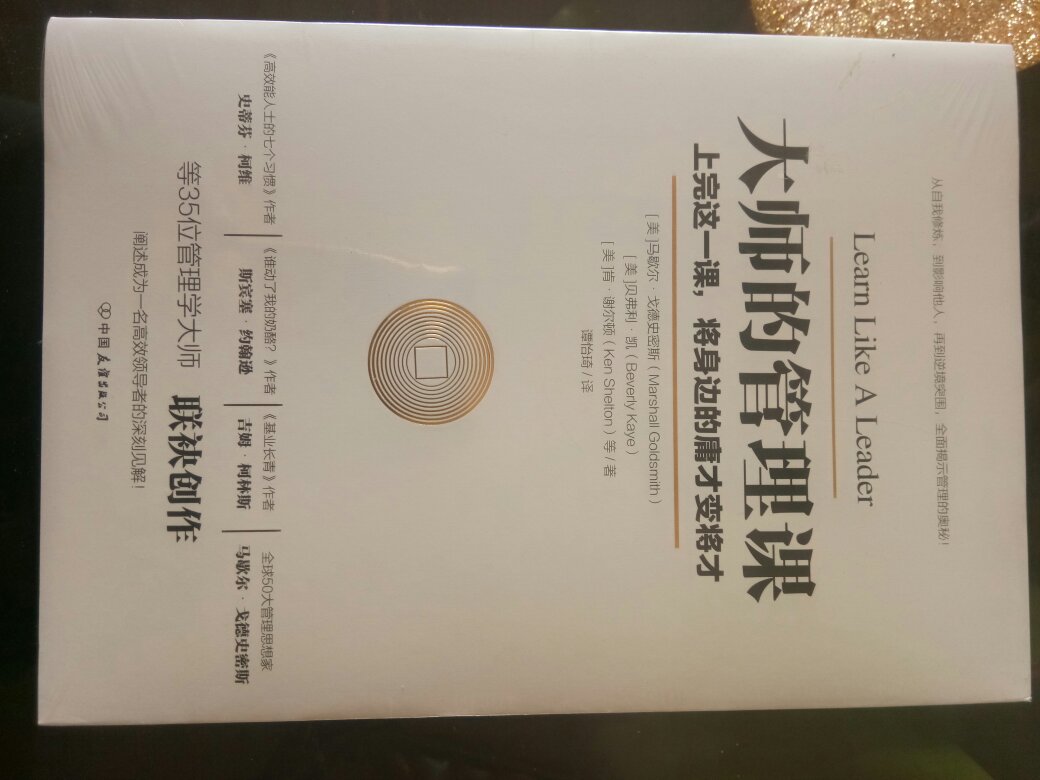 从自我修炼，到影响他人，再到逆境突围，全面揭示管理的奥秘！
Learn Like A Leader
大师的管理课
上完这一课，将身边的庸才变将才
［美］马歇尔·戈德史密斯（Marshall Goldsmith）
［美］贝弗利·凯（Beverly Kaye）
［美］肯·谢尔顿（Ken Shelton）等/著
谭怡琦/译
《高效能人士的七个习惯》作者
史蒂芬·柯维
《谁动了我的奶酪？》作者
斯宾塞·约翰逊
《基业长青》作者
吉姆·柯林斯
全球50大管理思想家
马歇尔·戈德史密斯
等35位管理学大师 联袂创作
阐述成为一名高效领导者的深刻见解！
中国友谊出版公司